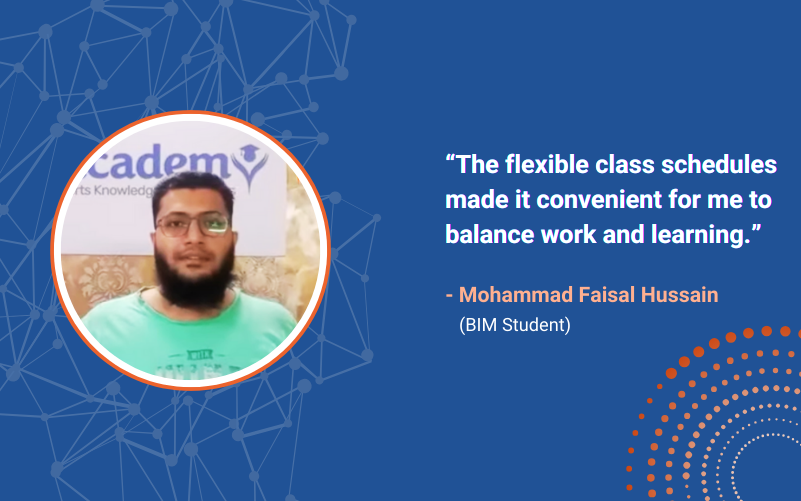 cadem
rts Knowledg
“The flexible class schedules
made it convenient for me to
balance work and learning.”
- Mohammad Faisal Hussain
(BIM Student)